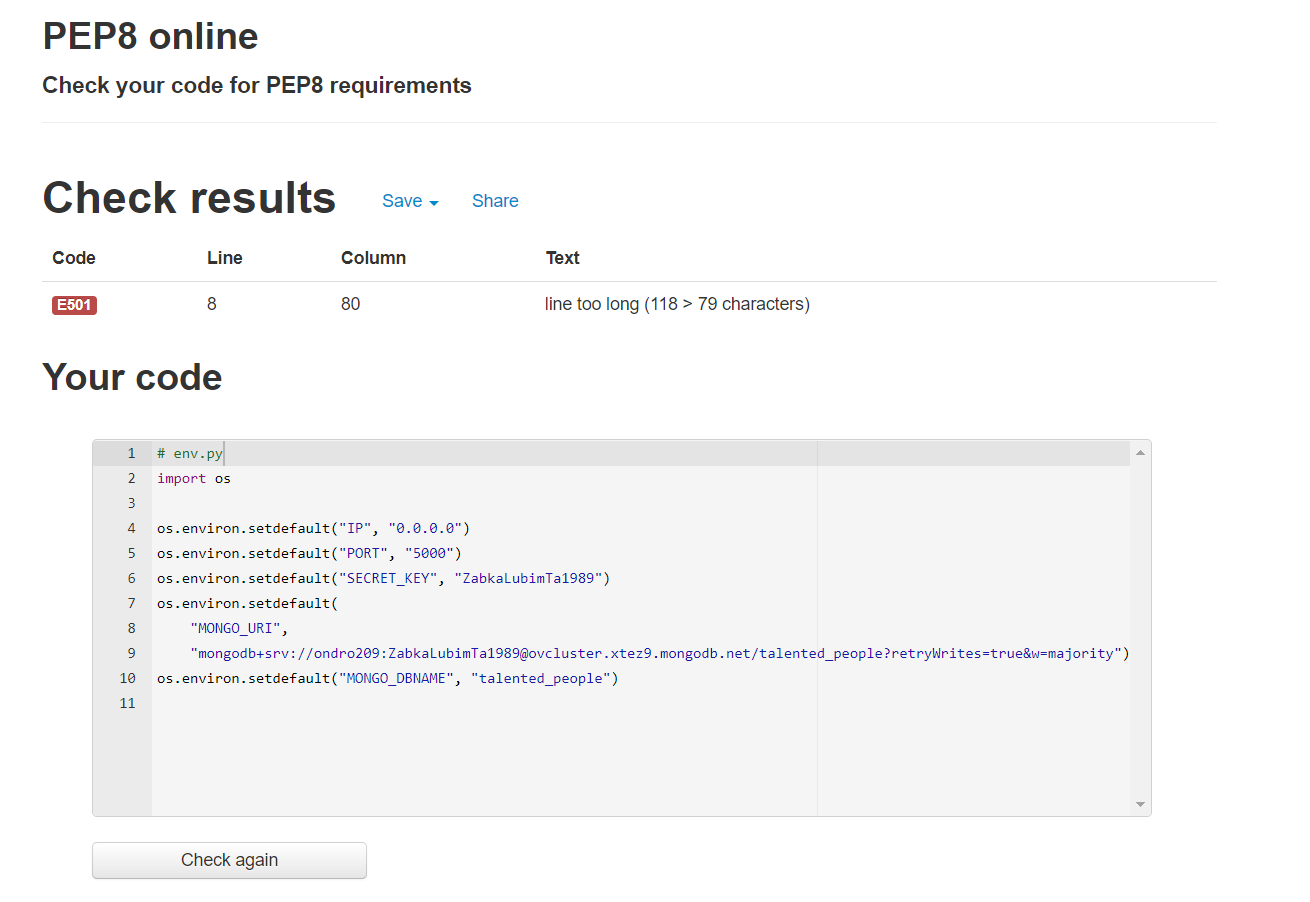 PEP8 online
Check your code for PEP8 requirements
Check results Save Share
Code Line Column Text
E501 8 80 line too long (118 > 79 characters)
Your code
1 # env.py
2 import os
3
4 os.environ.setdefault("IP", "0.0.0.0")
5 os.environ.setdefault("PORT", "5000")
6 os.environ.setdefault("SECRET_KEY", "ZabkaLubimTa1989")
7 os.environ.setdefault(
8     "MONGO_URI",
9     "mongodb+srv://ondro209:ZabkaLubimTa1989@ovcluster.xtez9.mongodb.net/talented_people?retryWrites=true&w=majority")
10 os.environ.setdefault("MONGO_DBNAME", "talented_people")
11
Check again